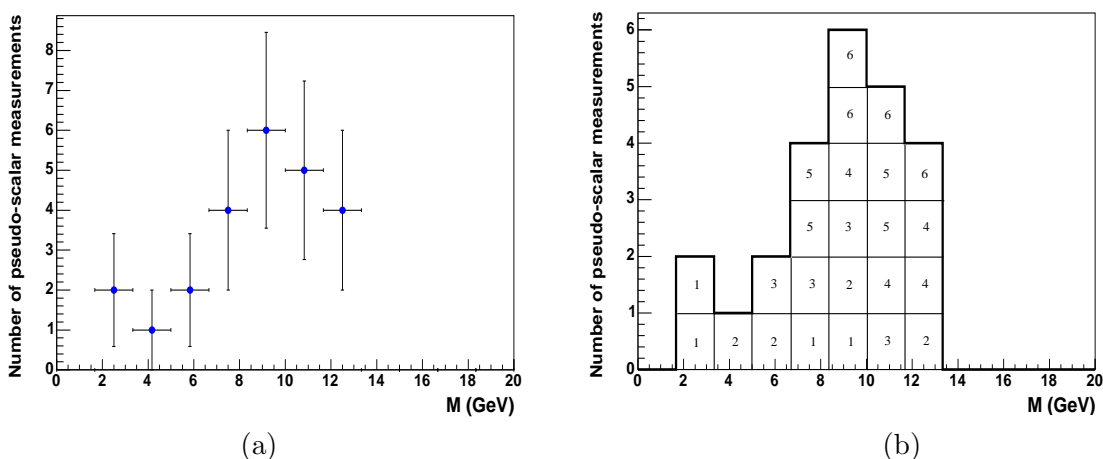 Number of pseudo-scalar measurements
8
7
6
5
4
3
2
1
0
0 2 4 6 8 10 12 14 16 18 20
M (GeV)
(a)
Number of pseudo-scalar measurements
6
5
4
3
2
1
0
6
6 6
5 4 5 6
5 3 5 4
1 3 3 2 4 4
1 2 2 1 1 3 2
0 2 4 6 8 10 12 14 16 18 20
M (GeV)
(b)